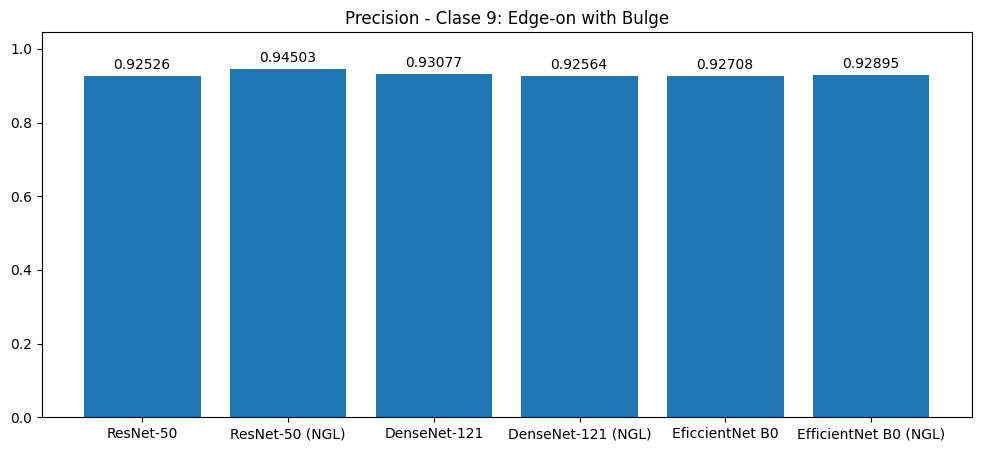 Precision - Clase 9: Edge-on with Bulge
1.0
0.8
0.6
0.4
0.2
0.0
0.92526
0.94503
0.93077
0.92564
0.92708
0.92895
ResNet-50
ResNet-50 (NGL)
DenseNet-121
DenseNet-121 (NGL)
EficcientNet B0
EfficientNet B0 (NGL)